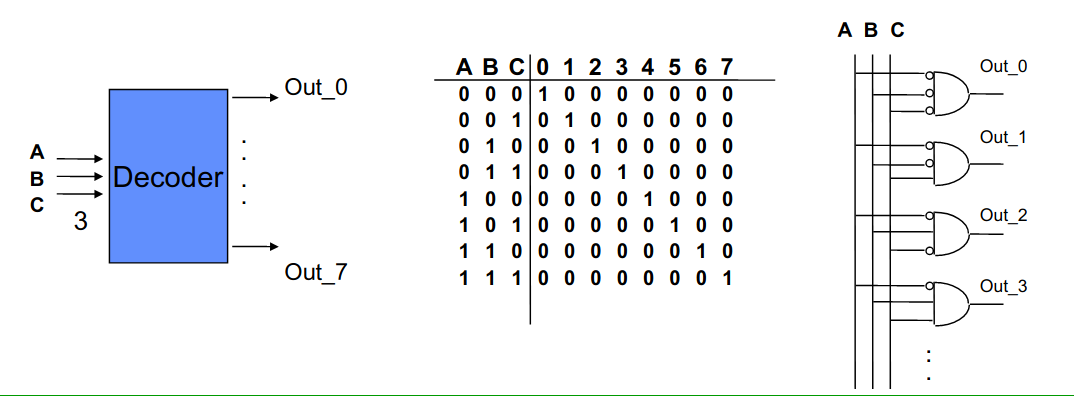 Out_0
A
B
C
3
Decoder
Out_7
A B C 0 1 2 3 4 5 6 7
0 0 0 1 0 0 0 0 0 0 0
0 0 1 0 1 0 0 0 0 0 0
0 1 0 0 0 1 0 0 0 0 0
0 1 1 0 0 0 1 0 0 0 0
1 0 0 0 0 0 0 1 0 0 0
1 0 1 0 0 0 0 0 1 0 0
1 1 0 0 0 0 0 0 0 1 0
1 1 1 0 0 0 0 0 0 0 1
A B C
Out_0
Out_1
Out_2
Out_3